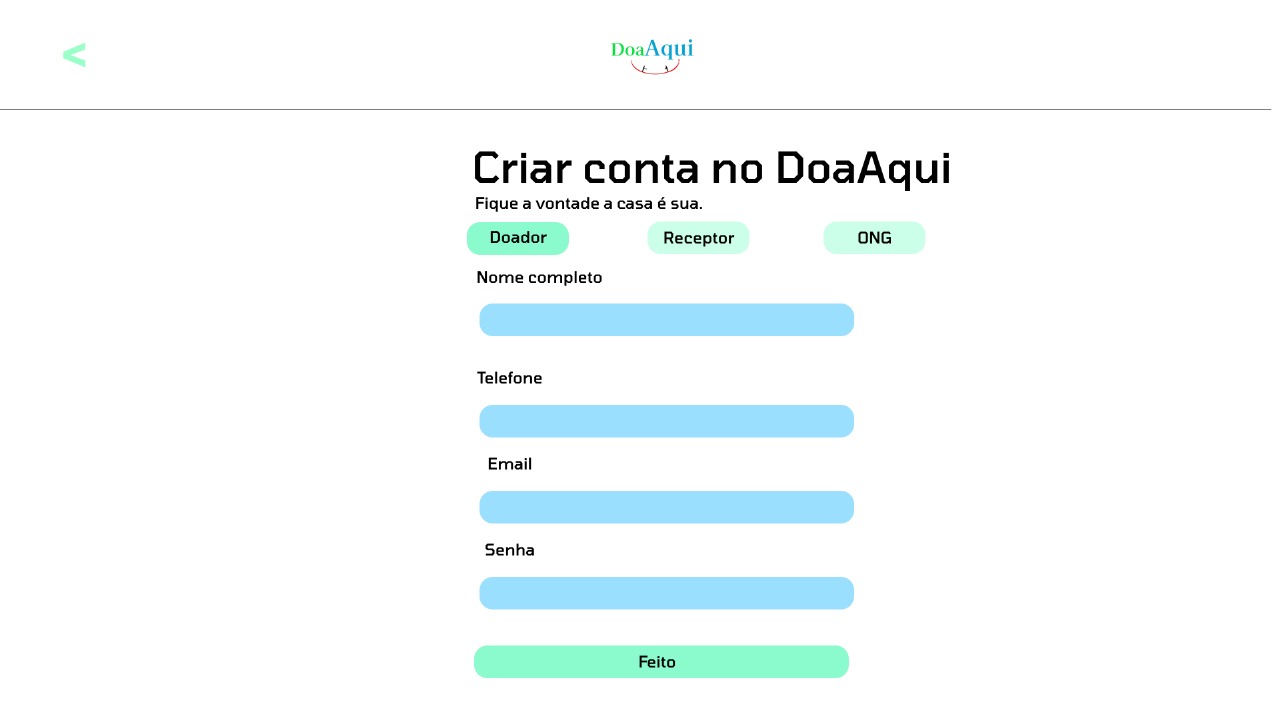 <
DoaAqui
Criar conta no DoaAqui
Fique a vontade a casa é sua.
Doador Receptor ONG
Nome completo
Telefone
Email
Senha
Feito